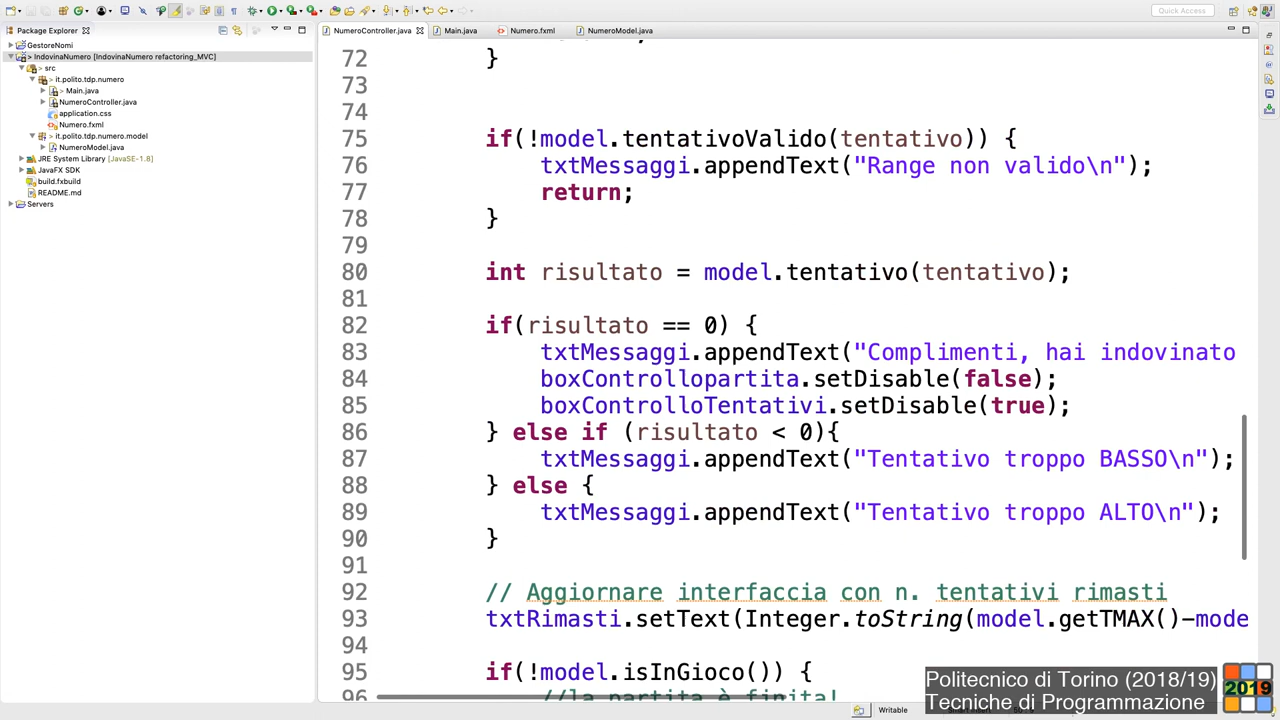 Quick Access
Package Explorer
GestoreNomi
> IndovinaNumero [IndovinaNumero refactoring_MVC]
> src
> it.polito.tdp.numero
> Main.java
NumeroController.java
application.css
Numero.fxml
it.polito.tdp.numero.model
NumeroModel.java
JRE System Library [JavaSE-1.8]
JavaFX SDK
build.fxbuild
README.md
Servers
NumeroController.java
Main.java
Numero.fxml
NumeroModel.java
72 }
73
74
75 if(!model.tentativoValido(tentativo)) {
76 txtMessaggi.appendText("Range non valido\n");
77 return;
78 }
79
80 int risultato = model.tentativo(tentativo);
81
82 if(risultato == 0) {
83 txtMessaggi.appendText("Complimenti, hai indovinato
84 boxControllopartita.setDisable(false);
85 boxControlloTentativi.setDisable(true);
86 } else if (risultato < 0){
87 txtMessaggi.appendText("Tentativo troppo BASSO\n");
88 } else {
89 txtMessaggi.appendText("Tentativo troppo ALTO\n");
90 }
91
92 // Aggiornare interfaccia con n. tentativi rimasti
93 txtRimasti.setText(Integer.toString(model.getTMAX()-mode
94
95 if(!model.isInGioco()) {
96 //la partita è finita!
Politecnico di Torino (2018/19)
Tecniche di Programmazione
2019
Writable